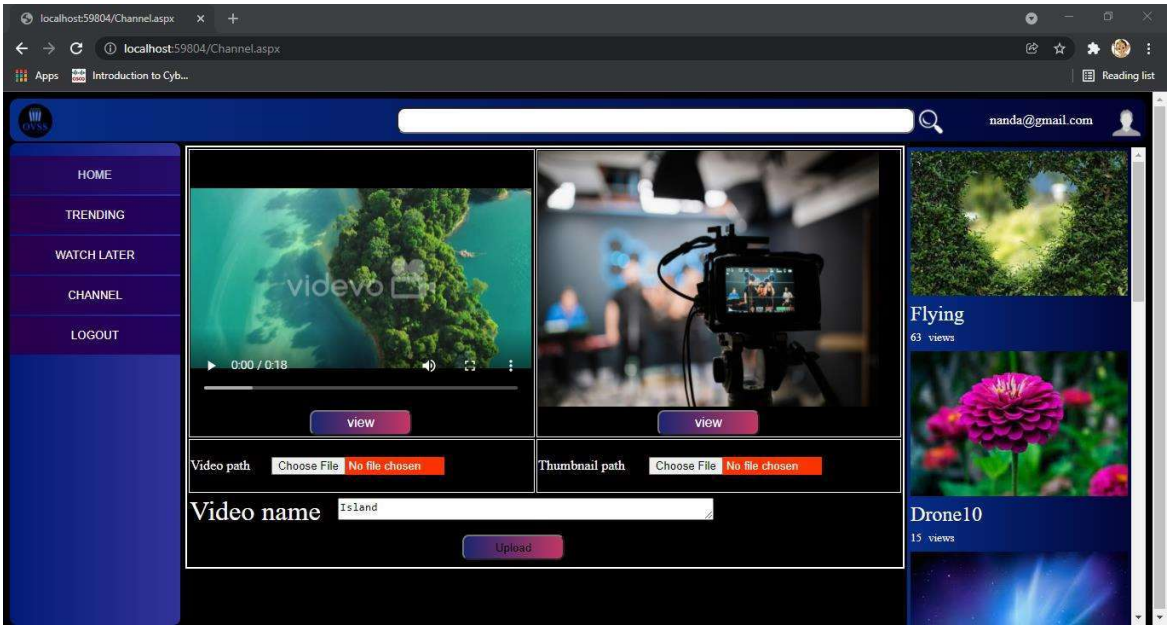 localhost:59804/Channel.aspx
localhost:59804/Channel.aspx
Apps
Introduction to Cyb...
Reading list
OVSS
nanda@gmail.com
HOME
TRENDING
WATCH LATER
CHANNEL
LOGOUT
videvo
0:00 / 0:18
view
view
Video path Choose File No file chosen
Thumbnail path Choose File No file chosen
Video name Island
Upload
Flying
63 views
Drone10
15 views